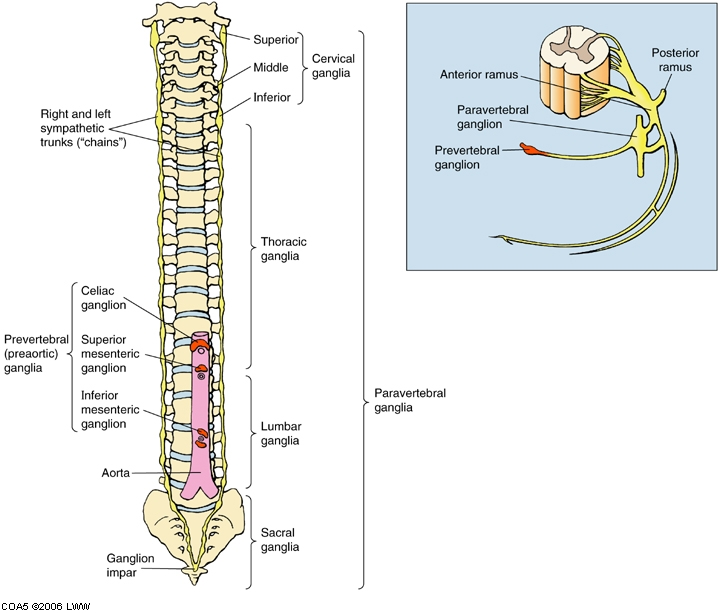 Superior
Middle
Inferior
Cervical
ganglia
Right and left
sympathetic
trunks (“chains”)
Thoracic
ganglia
Celiac
ganglion
Prevertebral
(preaortic)
ganglia
Superior
mesenteric
ganglion
Inferior
mesenteric
ganglion
Lumbar
ganglia
Aorta
Sacral
ganglia
Ganglion
impar
Paravertebral
ganglia
Posterior
ramus
Anterior ramus
Paravertebral
ganglion
Prevertebral
ganglion
COA5 ©2006 LWW